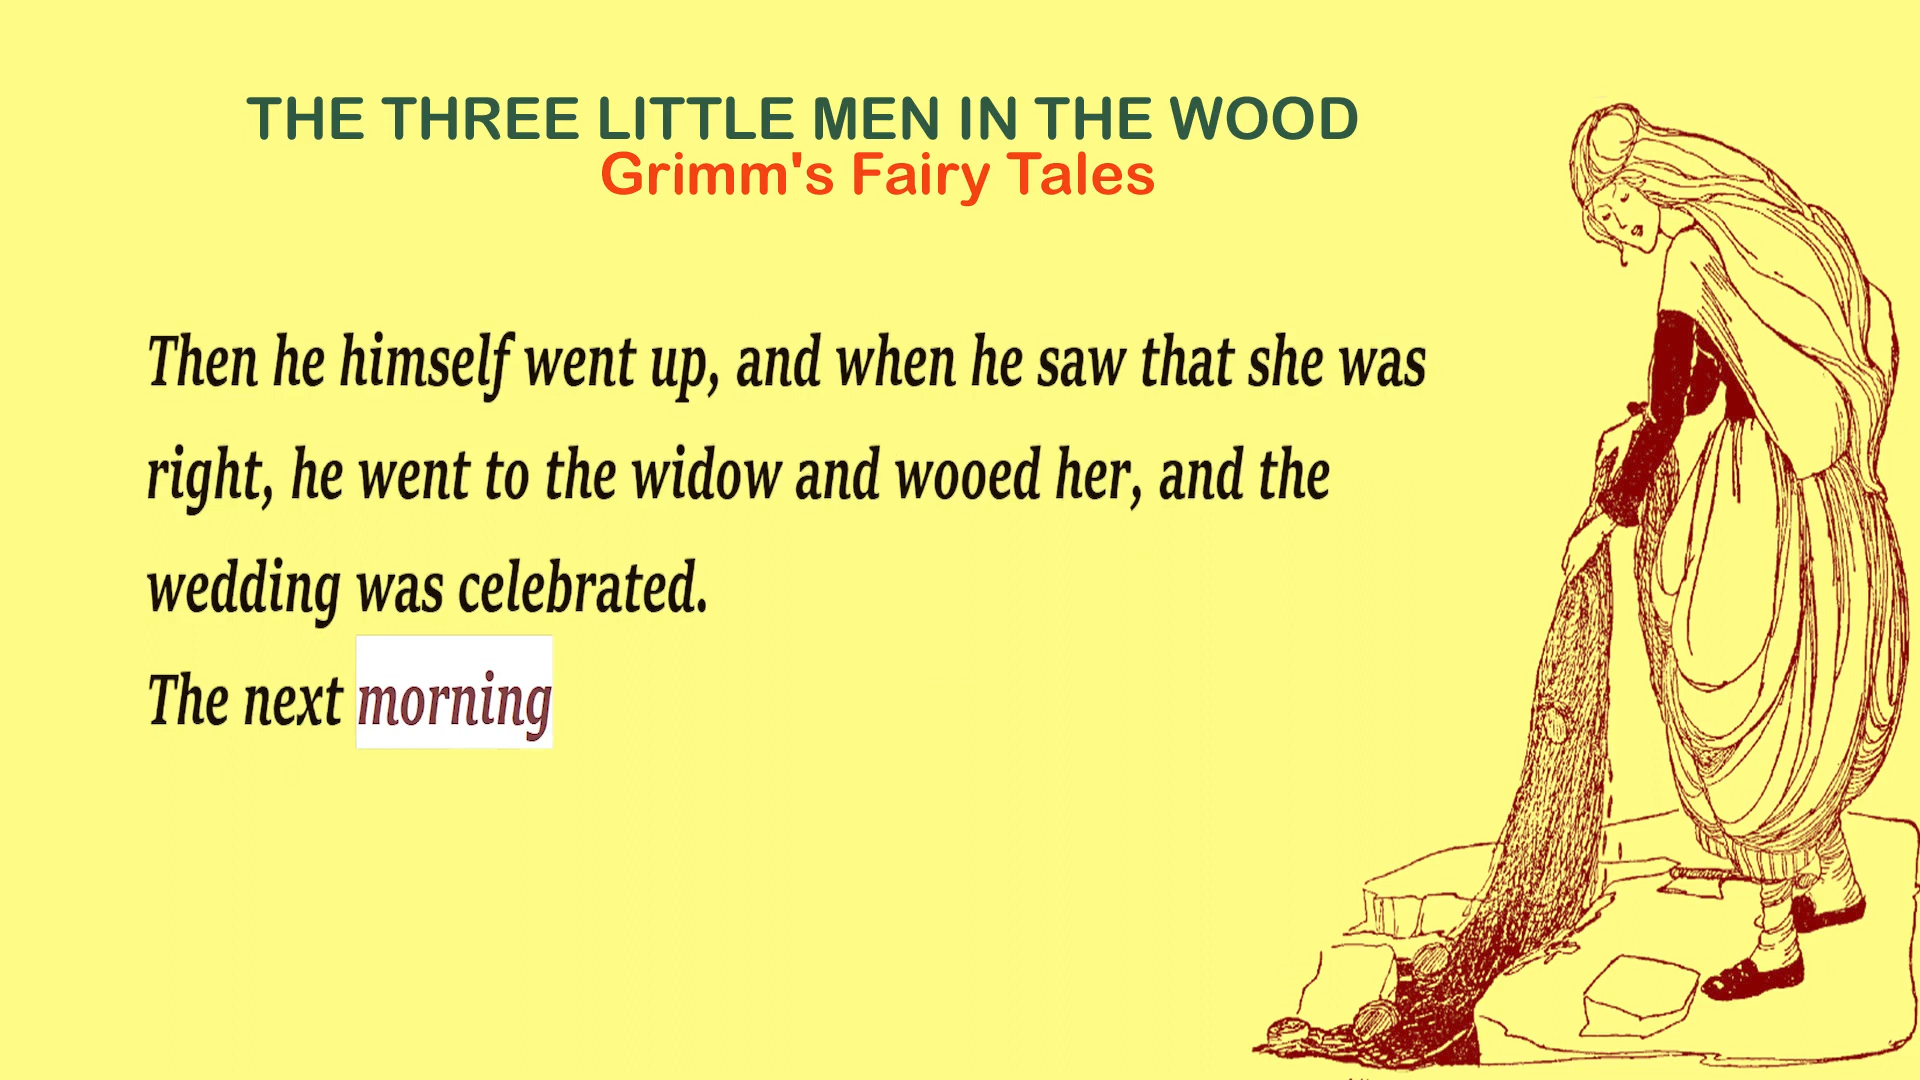 THE THREE LITTLE MEN IN THE WOOD
Grimm's Fairy Tales
Then he himself went up, and when he saw that she was
right, he went to the widow and wooed her, and the
wedding was celebrated.
The next morning